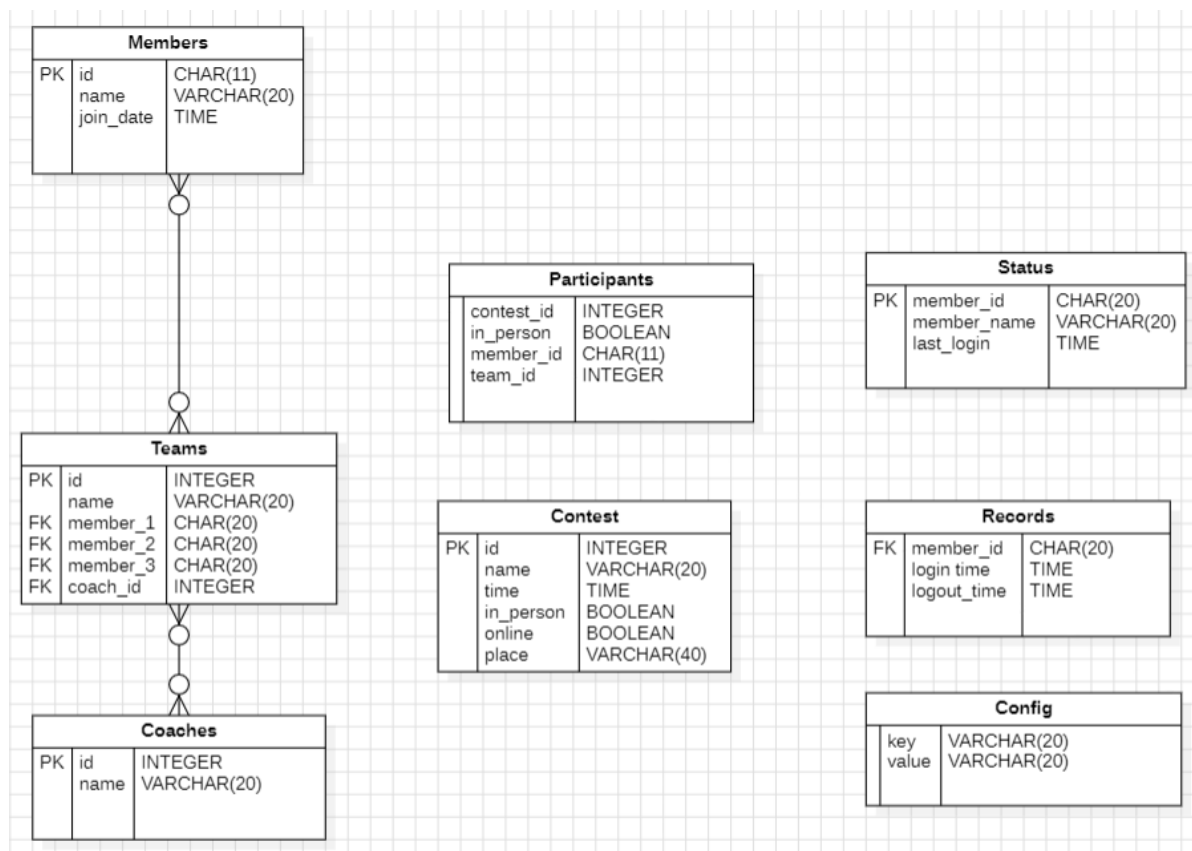 Members
PK id CHAR(11)
name VARCHAR(20)
join_date TIME
Participants
contest_id INTEGER
in_person BOOLEAN
member_id CHAR(11)
team_id INTEGER
Status
PK member_id CHAR(20)
member_name VARCHAR(20)
last_login TIME
Teams
PK id INTEGER
name VARCHAR(20)
FK member_1 CHAR(20)
FK member_2 CHAR(20)
FK member_3 CHAR(20)
FK coach_id INTEGER
Contest
PK id INTEGER
name VARCHAR(20)
time TIME
in_person BOOLEAN
online BOOLEAN
place VARCHAR(40)
Records
FK member_id CHAR(20)
login time TIME
logout_time TIME
Coaches
PK id INTEGER
name VARCHAR(20)
Config
key VARCHAR(20)
value VARCHAR(20)